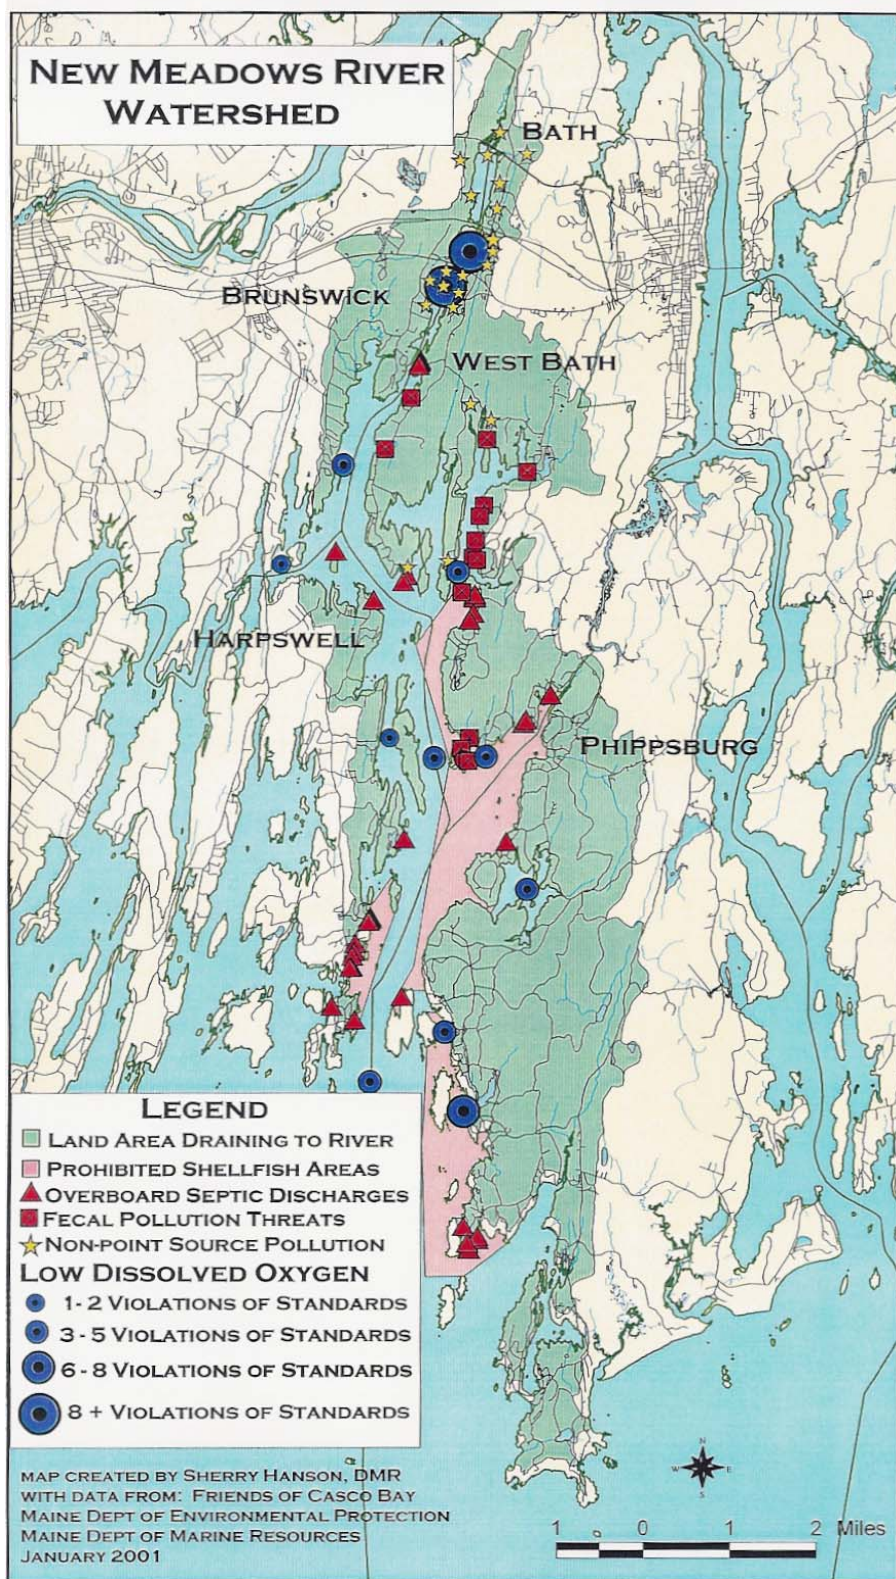 NEW MEADOWS RIVER
WATERSHED
BATH
BRUNSWICK
WEST BATH
HARPSWELL
PHIPPSBURG
LEGEND
LAND AREA DRAINING TO RIVER
PROHIBITED SHELLFISH AREAS
OVERBOARD SEPTIC DISCHARGES
FECAL POLLUTION THREATS
NON-POINT SOURCE POLLUTION
LOW DISSOLVED OXYGEN
1 - 2 VIOLATIONS OF STANDARDS
3 - 5 VIOLATIONS OF STANDARDS
6 - 8 VIOLATIONS OF STANDARDS
8 + VIOLATIONS OF STANDARDS
MAP CREATED BY SHERRY HANSON, DMR
WITH DATA FROM: FRIENDS OF CASCO BAY
MAINE DEPT OF ENVIRONMENTAL PROTECTION
MAINE DEPT OF MARINE RESOURCES
JANUARY 2001
N
W E
S
1 0 1 2 Miles